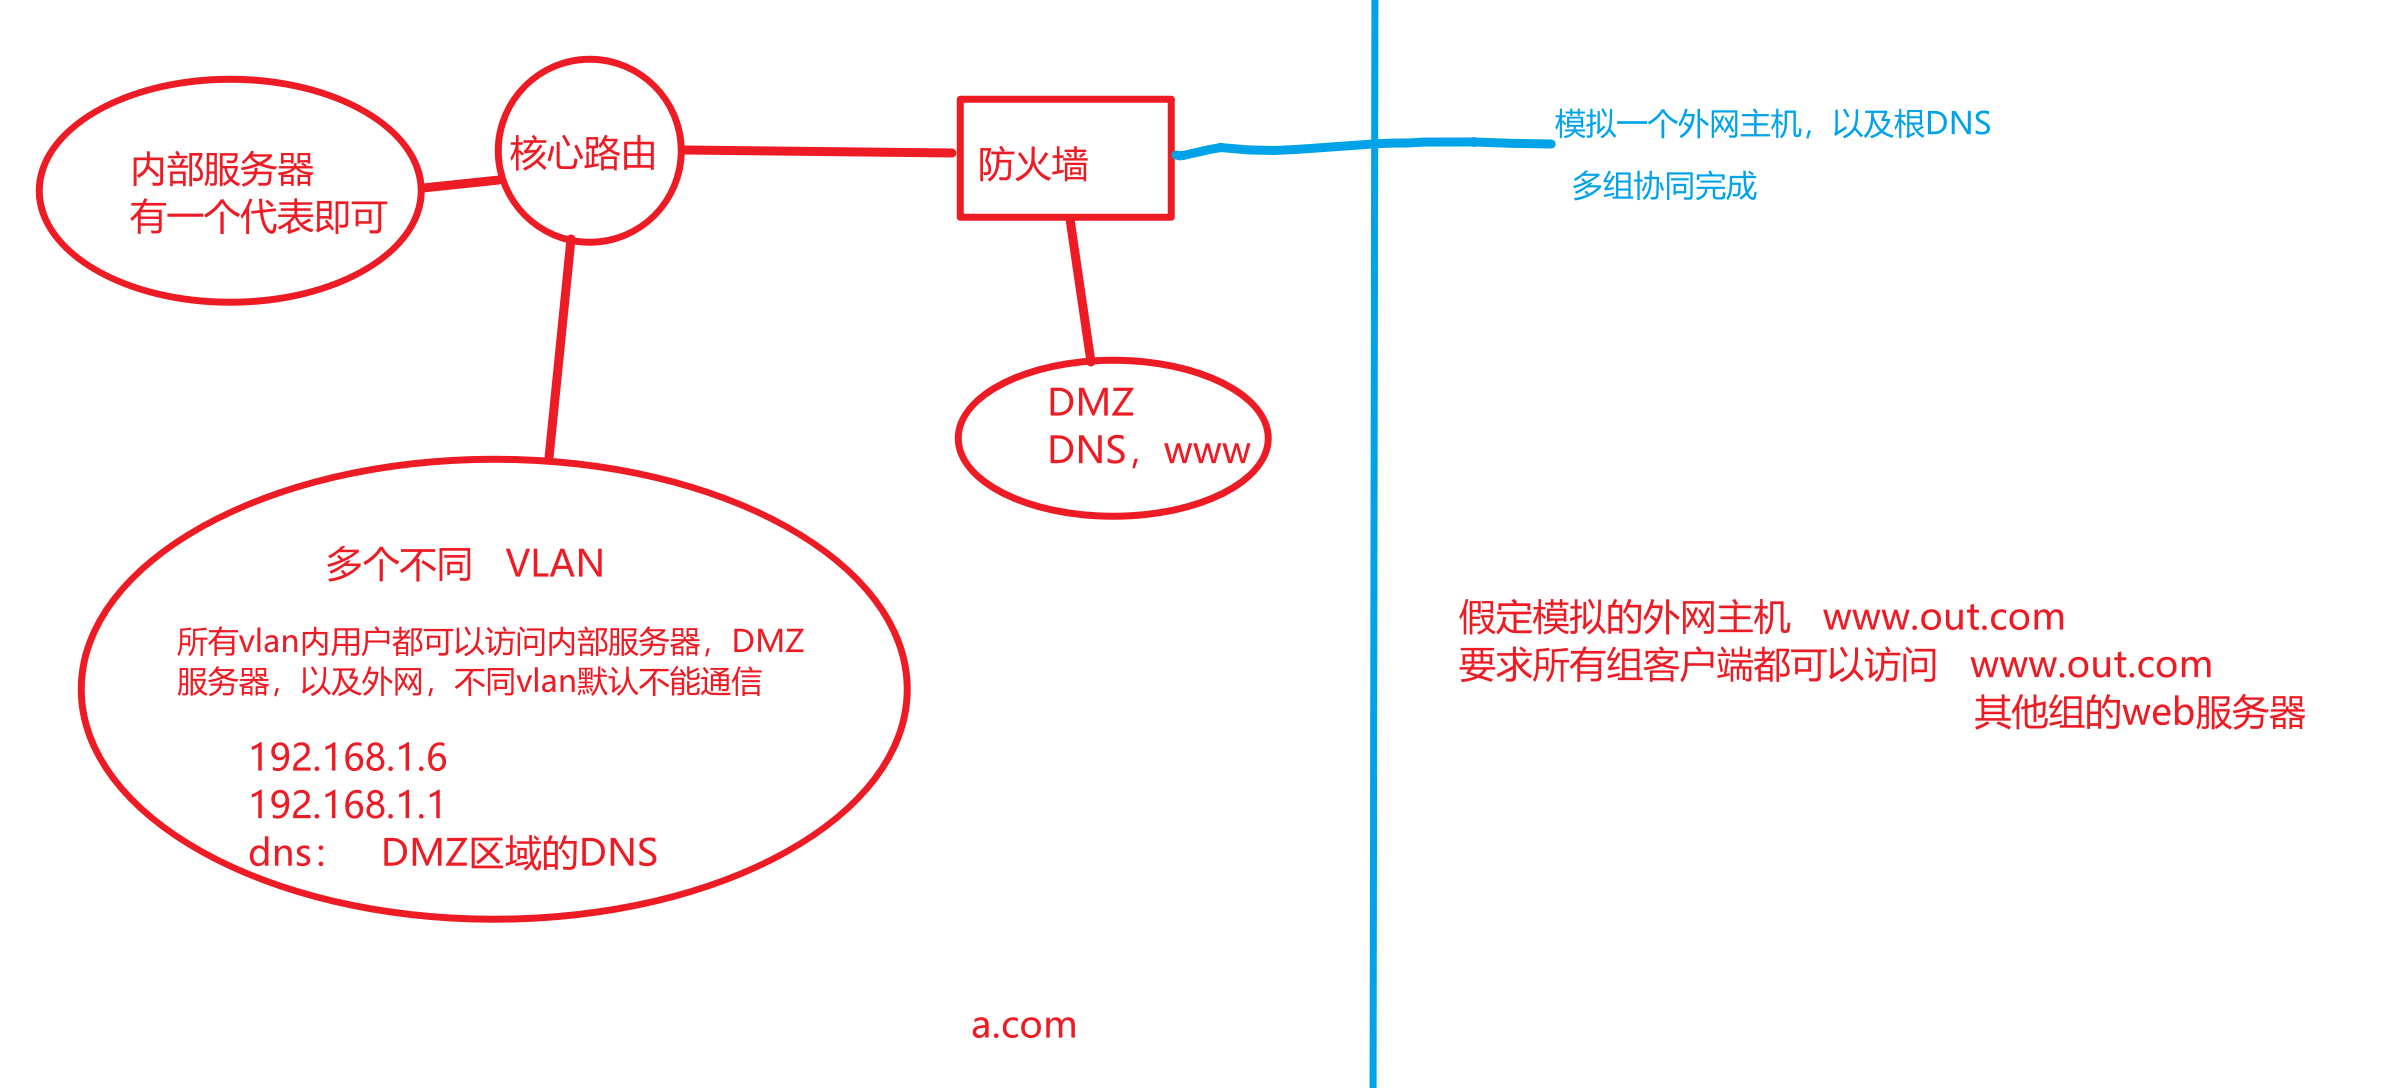 内部服务器
有一个代表即可
核心路由
防火墙
模拟一个外网主机，以及根DNS
多组协同完成
DMZ
DNS，www
多个不同 VLAN
所有vlan内用户都可以访问内部服务器，DMZ
服务器，以及外网，不同vlan默认不能通信
192.168.1.6
192.168.1.1
dns： DMZ区域的DNS
假定模拟的外网主机 www.out.com
要求所有组客户端都可以访问 www.out.com
其他组的web服务器
a.com